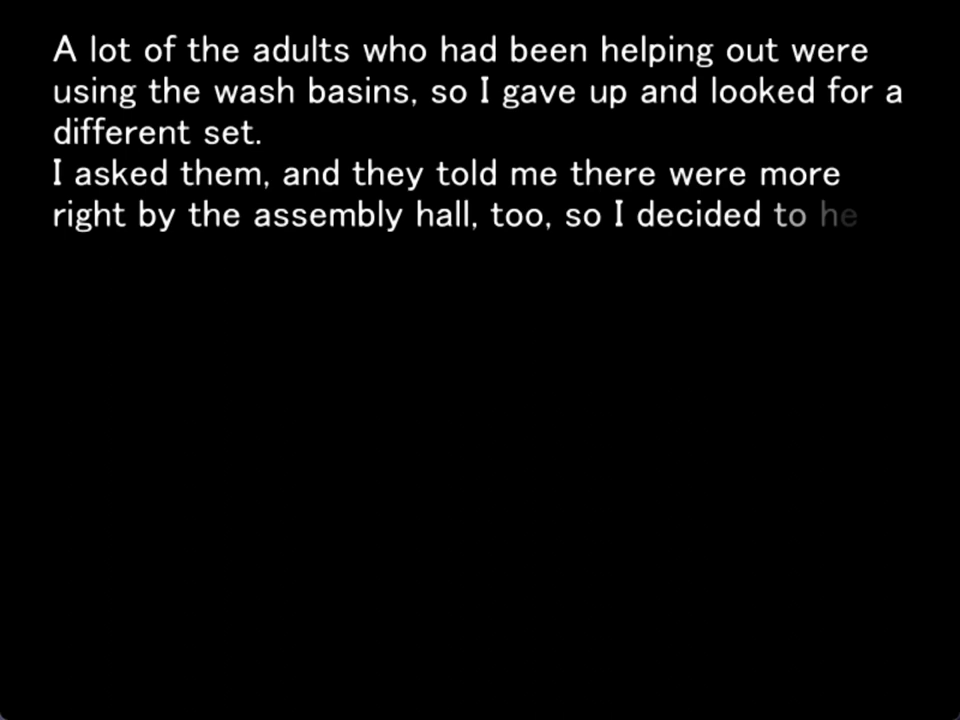 A lot of the adults who had been helping out were
using the wash basins, so I gave up and looked for a
different set.
I asked them, and they told me there were more
right by the assembly hall, too, so I decided to he